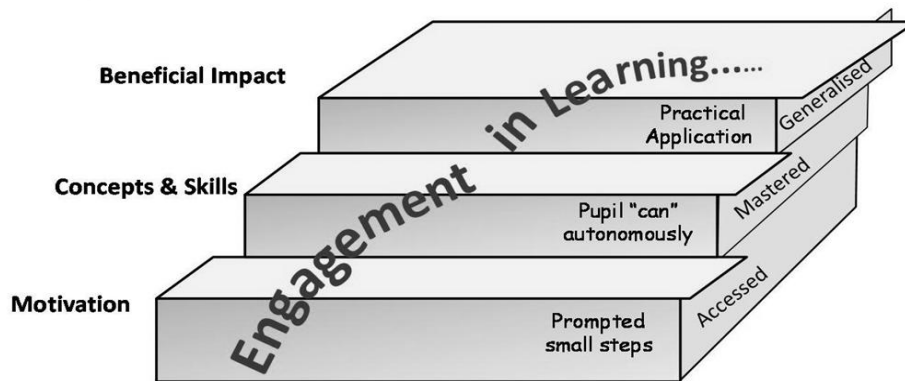 Beneficial Impact
Engagement in Learning......
Practical
Application
Generalised
Concepts & Skills
Pupil "can"
autonomously
Mastered
Motivation
Prompted
small steps
Accessed